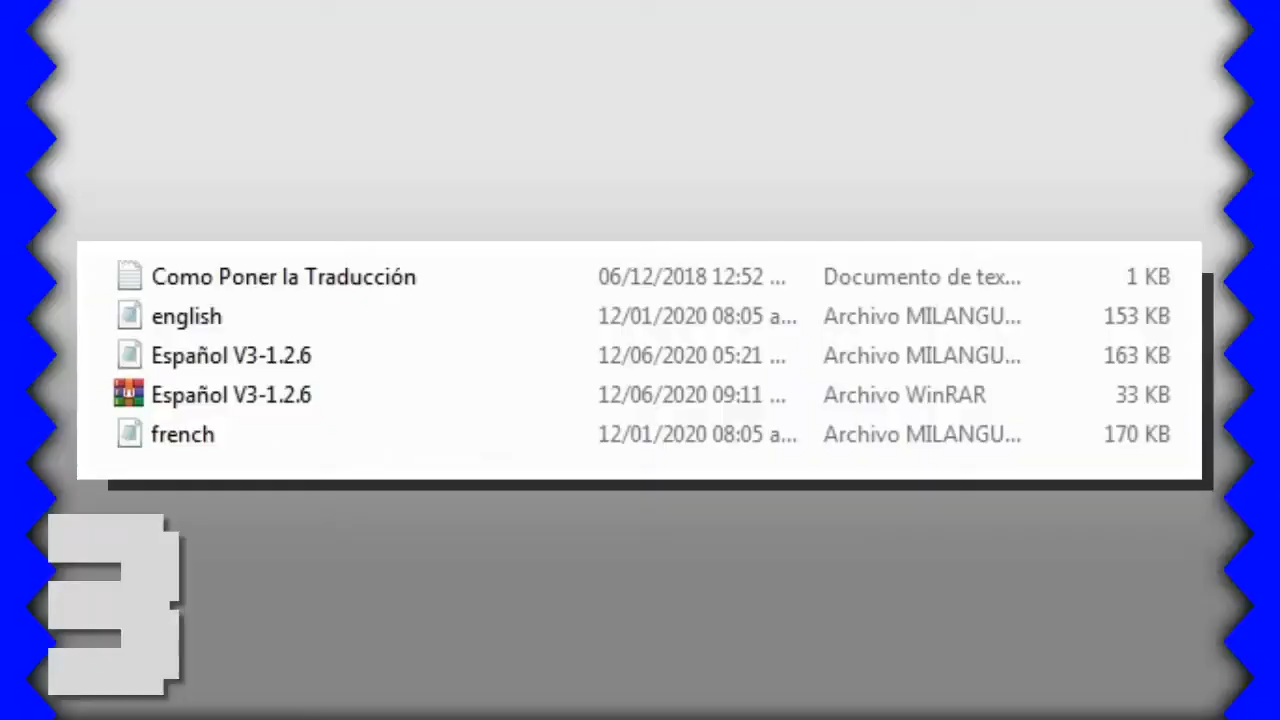 Como Poner la Traducción 06/12/2018 12:52 ... Documento de tex... 1 KB
english 12/01/2020 08:05 a... Archivo MILANGU... 153 KB
Español V3-1.2.6 12/06/2020 05:21 ... Archivo MILANGU... 163 KB
Español V3-1.2.6 12/06/2020 09:11 ... Archivo WinRAR 33 KB
french 12/01/2020 08:05 a... Archivo MILANGU... 170 KB
3